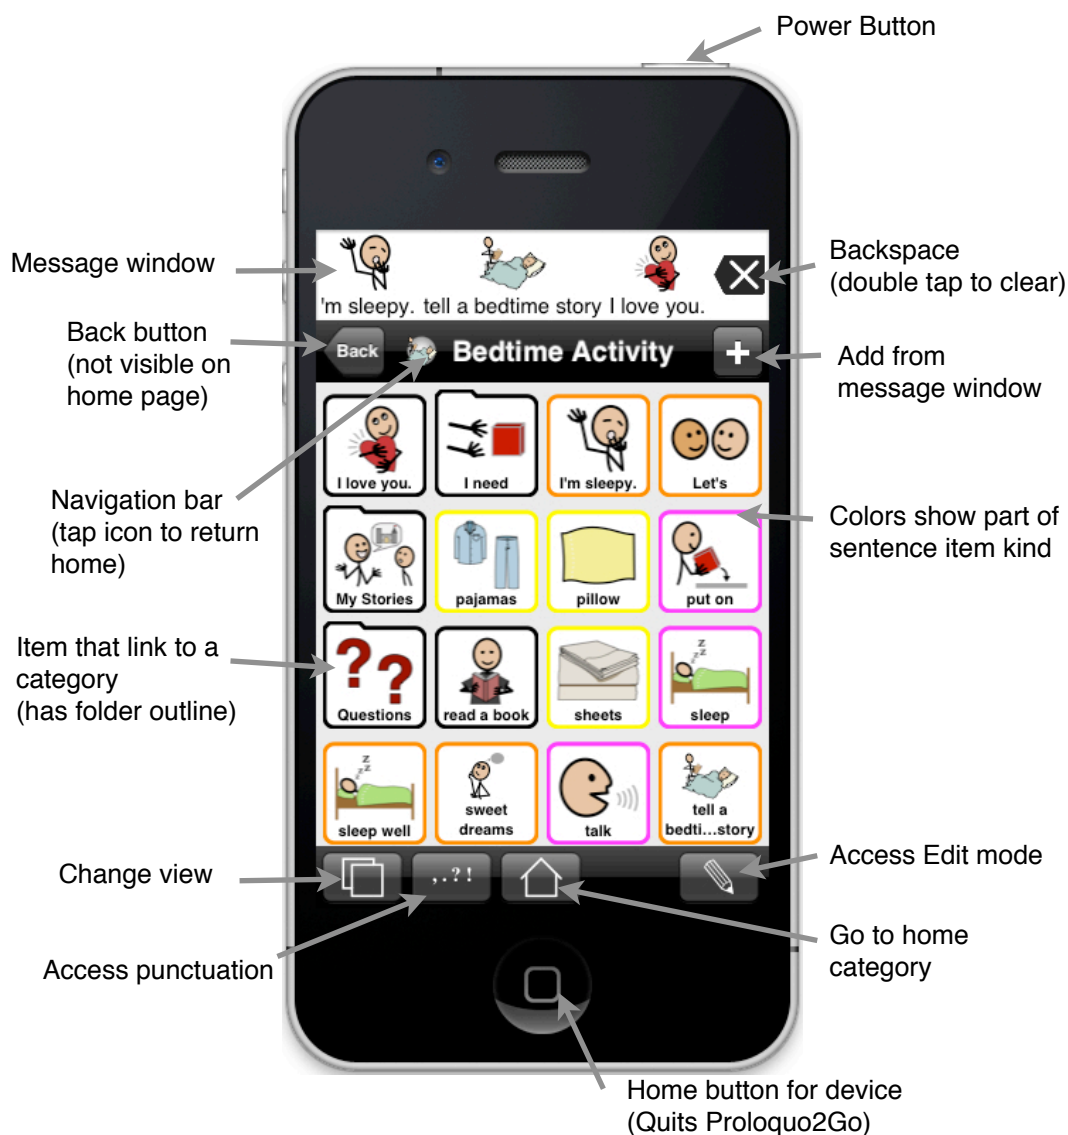 Power Button
Message window
Backspace
(double tap to clear)
'm sleepy. tell a bedtime story I love you.
Back button
(not visible on
home page)
Back
Bedtime Activity
+
Add from
message window
I love you.
I need
I'm sleepy.
Let's
Navigation bar
(tap icon to return
home)
Colors show part of
sentence item kind
My Stories
pajamas
pillow
put on
Item that link to a
category
(has folder outline)
? ?
Questions
read a book
sheets
z z z
sleep
z z z
sleep well
sweet
dreams
talk
tell a
bedti...story
Change view
, . ? !
Access Edit mode
Access punctuation
Go to home
category
Home button for device
(Quits Proloquo2Go)